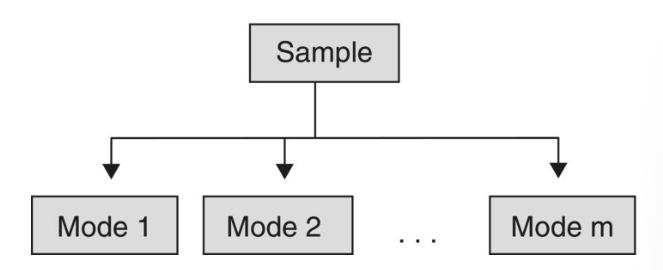 Sample
Mode 1
Mode 2
. . .
Mode m